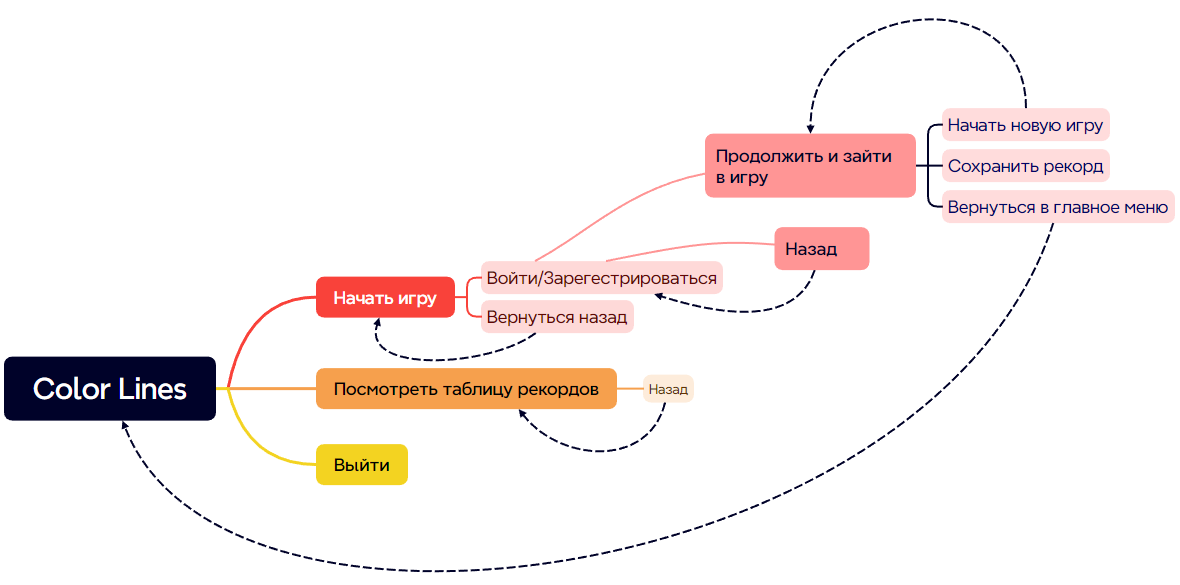 Начать новую игру
Продолжить и зайти
в игру
Сохранить рекорд
Вернуться в главное меню
Назад
Войти/Зарегестрироваться
Начать игру
Вернуться назад
Color Lines
Посмотреть таблицу рекордов
Назад
Выйти